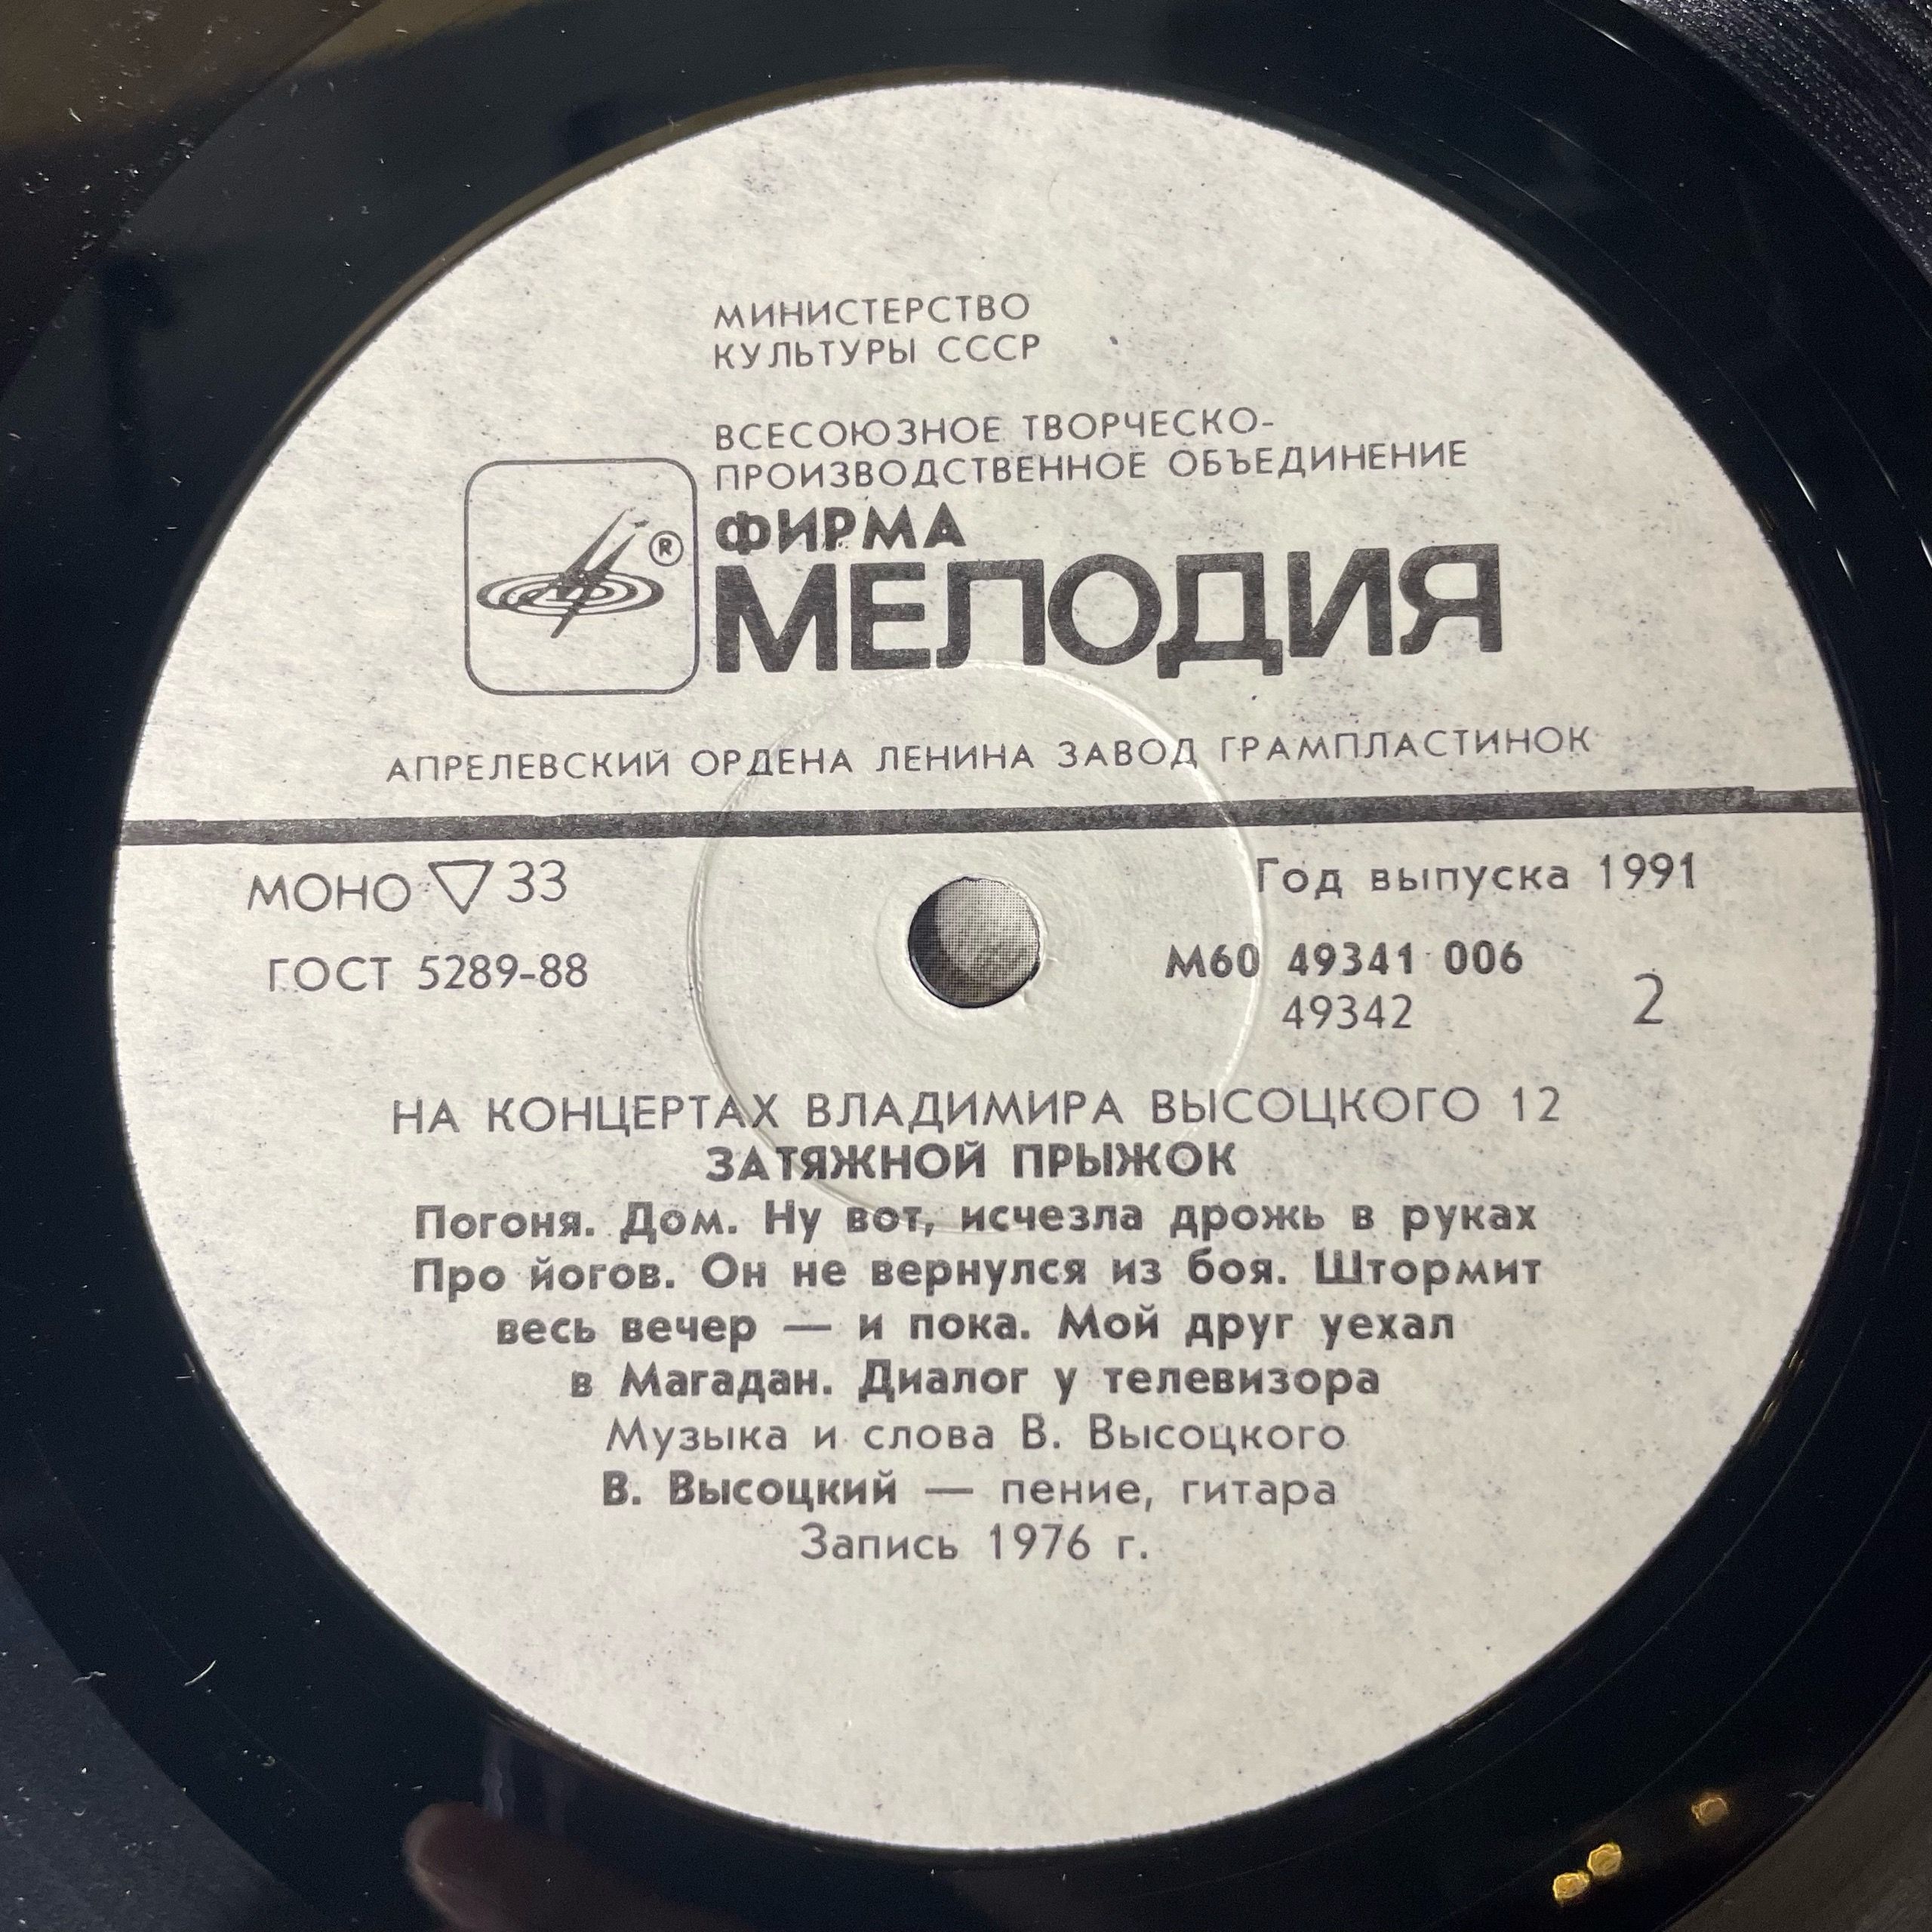 МИНИСТЕРСТВО
КУЛЬТУРЫ СССР
ВСЕСОЮЗНОЕ ТВОРЧЕСКО-
ПРОИЗВОДСТВЕННОЕ ОБЪЕДИНЕНИЕ
®
ФИРМА
МЕЛОДИЯ
АПРЕЛЕВСКИЙ ОРДЕНА ЛЕНИНА ЗАВОД ГРАМПЛАСТИНОК
МОНО ▽ 33
Год выпуска 1991
ГОСТ 5289-88
М60 49341 006
49342
2
НА КОНЦЕРТАХ ВЛАДИМИРА ВЫСОЦКОГО 12
ЗАТЯЖНОЙ ПРЫЖОК
Погоня. Дом. Ну вот, исчезла дрожь в руках
Про йогов. Он не вернулся из боя. Штормит
весь вечер — и пока. Мой друг уехал
в Магадан. Диалог у телевизора
Музыка и слова В. Высоцкого
В. Высоцкий — пение, гитара
Запись 1976 г.